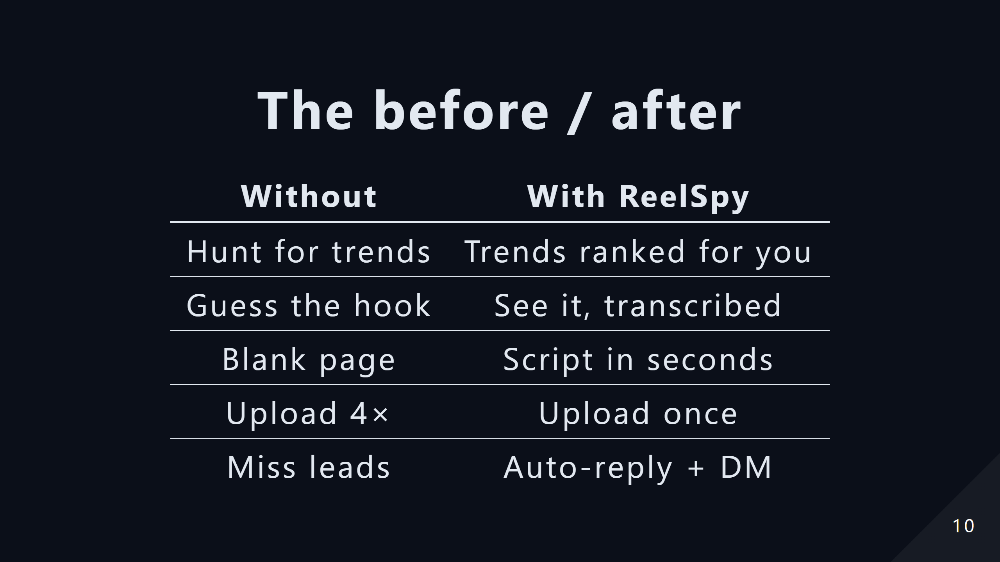 The before / after
Without With ReelSpy
Hunt for trends Trends ranked for you
Guess the hook See it, transcribed
Blank page Script in seconds
Upload 4× Upload once
Miss leads Auto-reply + DM
10